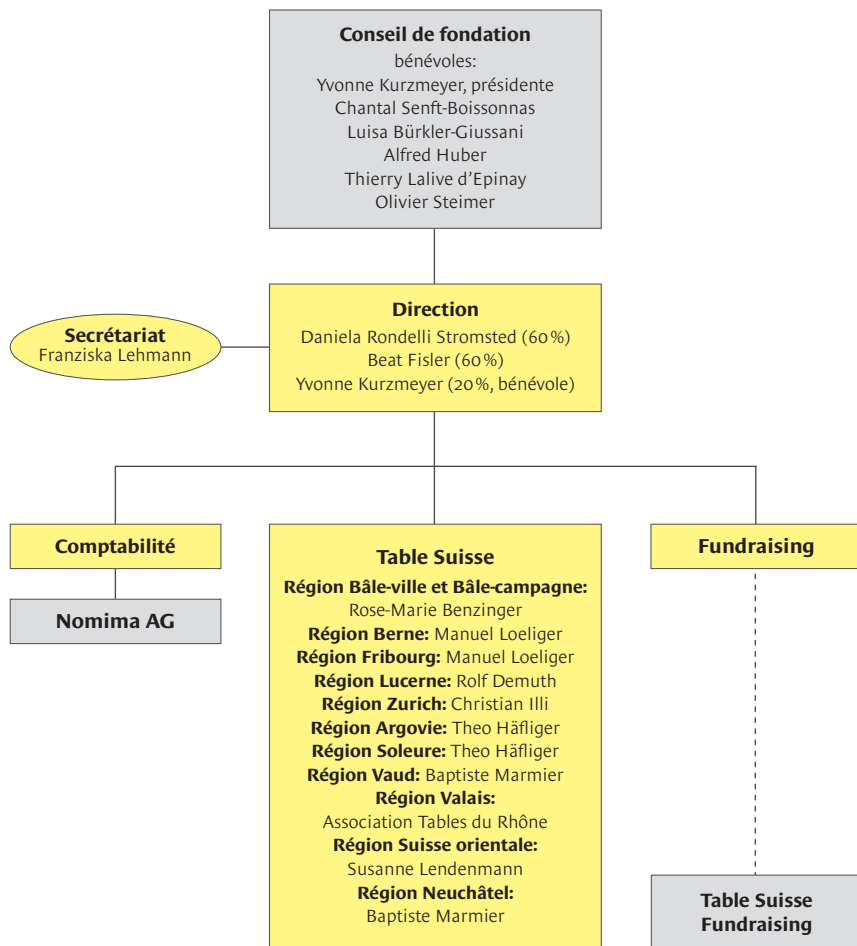 Conseil de fondation
bénévoles:
Yvonne Kurzmeyer, présidente
Chantal Senft-Boissonnas
Luisa Bürkler-Giussani
Alfred Huber
Thierry Lalive d’Epinay
Olivier Steimer
Secrétariat
Franziska Lehmann
Direction
Daniela Rondelli Stromsted (60%)
Beat Fisler (60%)
Yvonne Kurzmeyer (20%, bénévole)
Comptabilité
Nomima AG
Table Suisse
Région Bâle-ville et Bâle-campagne:
Rose-Marie Benzinger
Région Berne: Manuel Loeliger
Région Fribourg: Manuel Loeliger
Région Lucerne: Rolf Demuth
Région Zurich: Christian Illi
Région Argovie: Theo Häfliger
Région Soleure: Theo Häfliger
Région Vaud: Baptiste Marmier
Région Valais:
Association Tables du Rhône
Région Suisse orientale:
Susanne Lendenmann
Région Neuchâtel:
Baptiste Marmier
Fundraising
Table Suisse
Fundraising